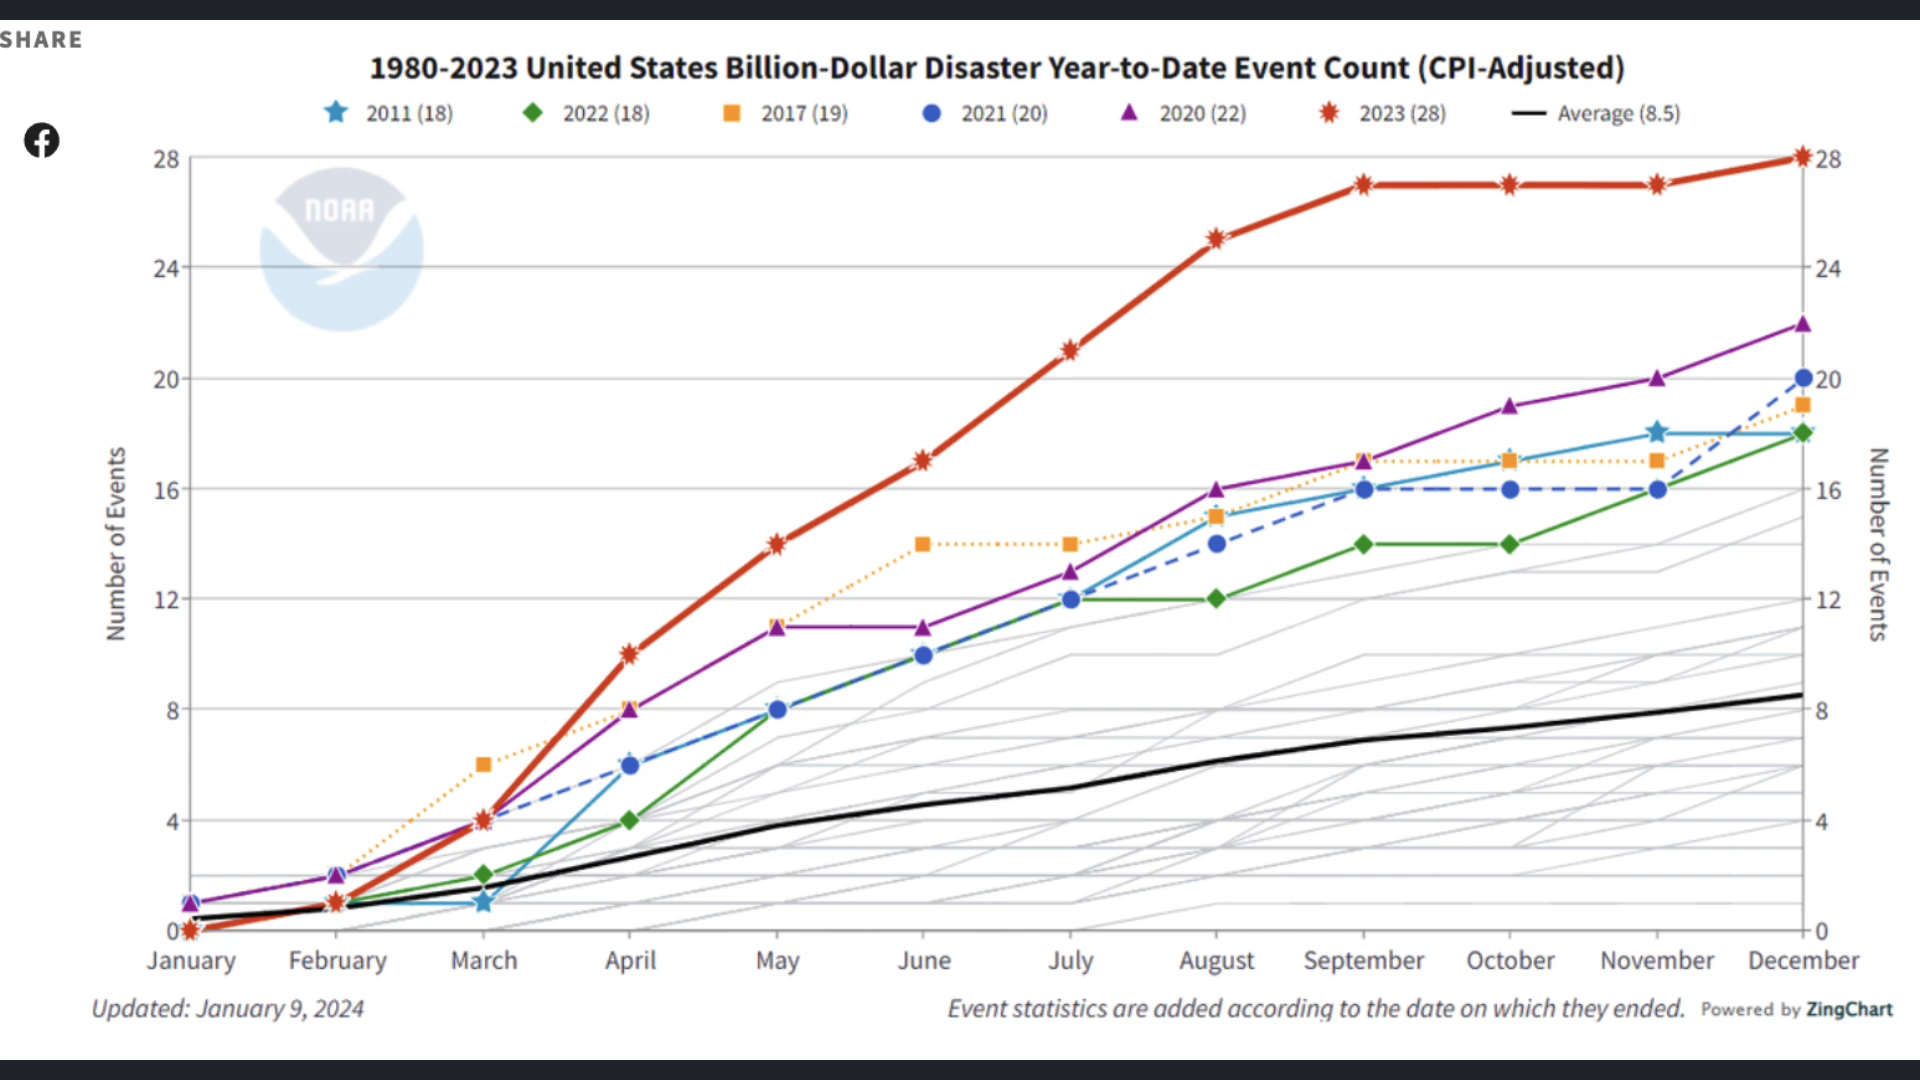 SHARE
1980-2023 United States Billion-Dollar Disaster Year-to-Date Event Count (CPI-Adjusted)
2011 (18) 2022 (18) 2017 (19) 2021 (20) 2020 (22) 2023 (28) Average (8.5)
NOAA
28 28
24 24
20 20
16 16
12 12
8 8
4 4
0 0
Number of Events
Number of Events
January February March April May June July August September October November December
Updated: January 9, 2024
Event statistics are added according to the date on which they ended. Powered by ZingChart